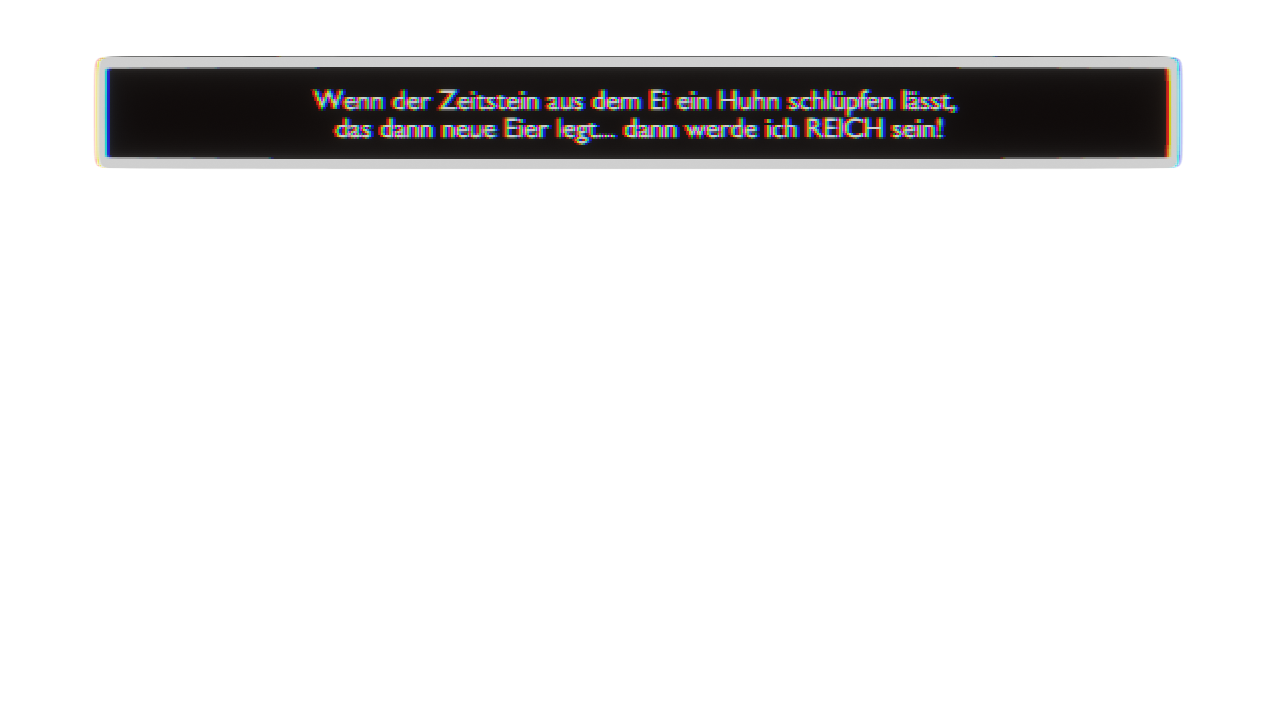 Wenn der Zeitstein aus dem Ei ein Huhn schlüpfen lässt,
das dann neue Eier legt.... dann werde ich REICH sein!